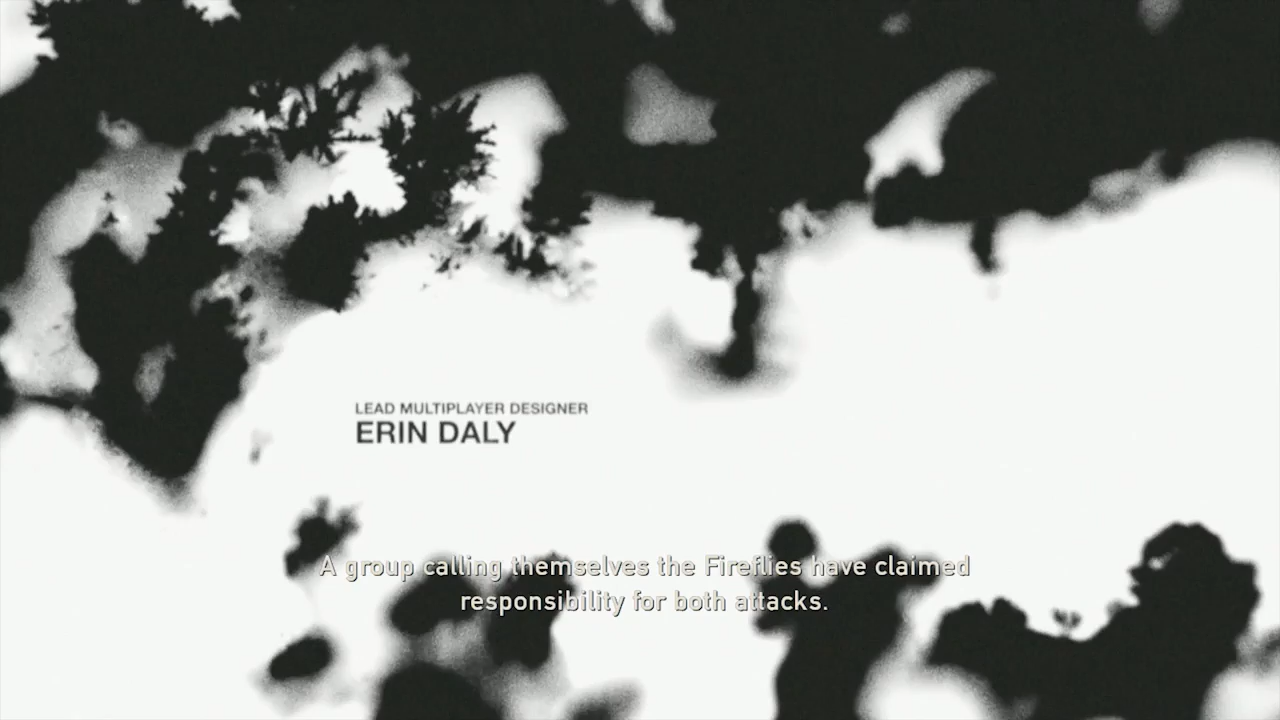 LEAD MULTIPLAYER DESIGNER
ERIN DALY
A group calling themselves the Fireflies have claimed
responsibility for both attacks.